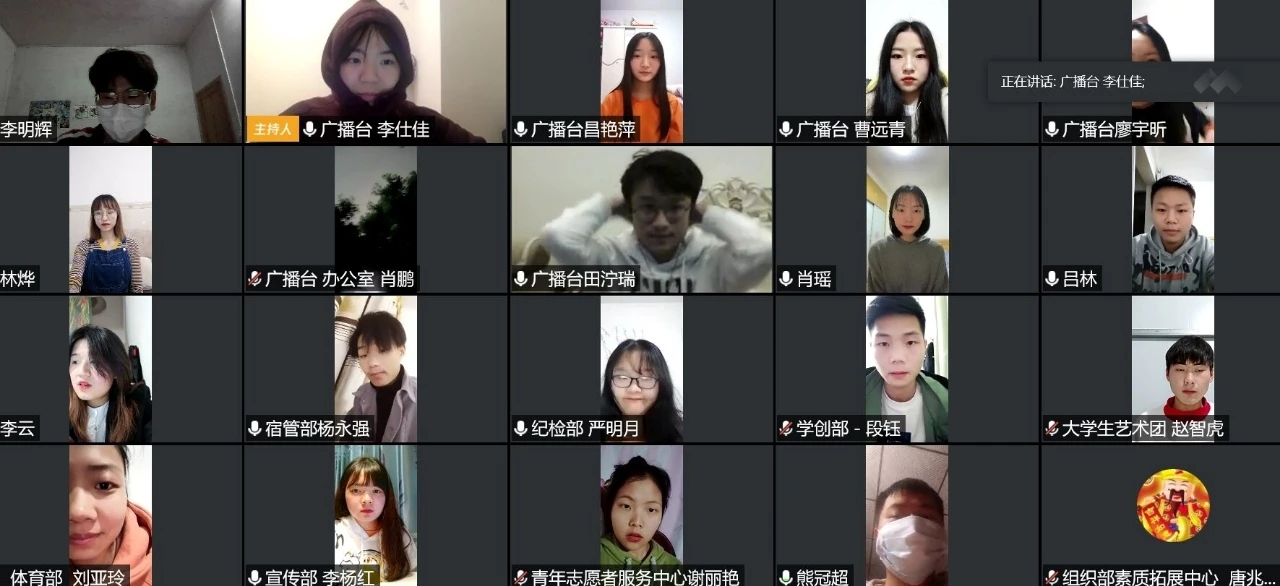 李明辉
主持人 广播台 李仕佳
广播台昌艳萍
广播台 曹远青
正在讲话: 广播台 李仕佳;
广播台廖宇昕
林烨
广播台 办公室 肖鹏
广播台田泞瑞
肖瑶
吕林
李云
宿管部杨永强
纪检部 严明月
学创部 - 段钰
大学生艺术团 赵智虎
体育部 刘亚玲
宣传部 李杨红
青年志愿者服务中心谢丽艳
熊冠超
组织部素质拓展中心 唐兆...